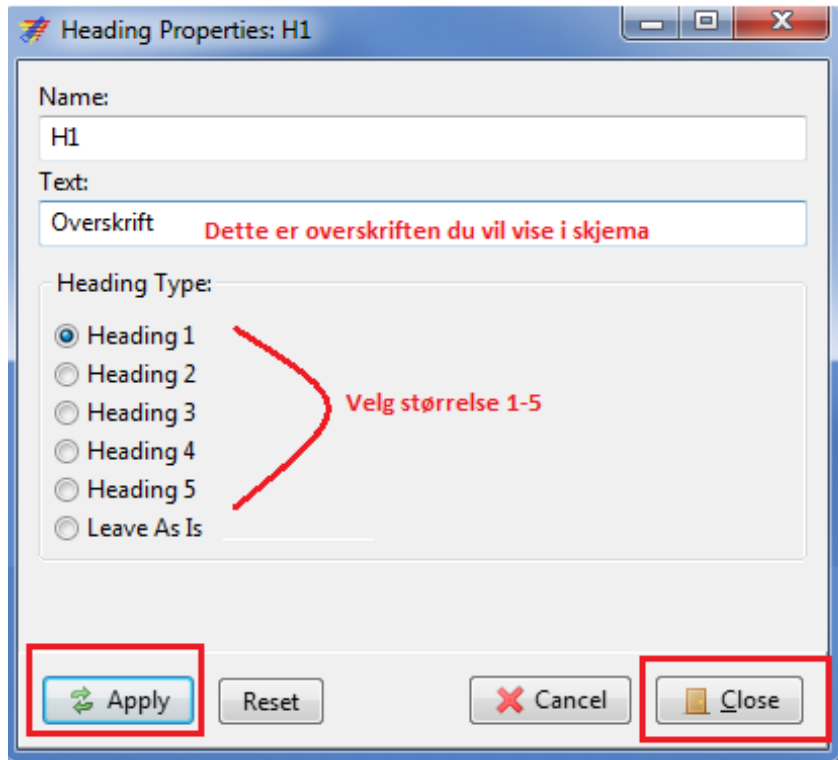 Heading Properties: H1
Name:
H1
Text:
Overskrift Dette er overskriften du vil vise i skjema
Heading Type:
Heading 1
Heading 2
Heading 3 Velg størrelse 1-5
Heading 4
Heading 5
Leave As Is
Apply Reset Cancel Close